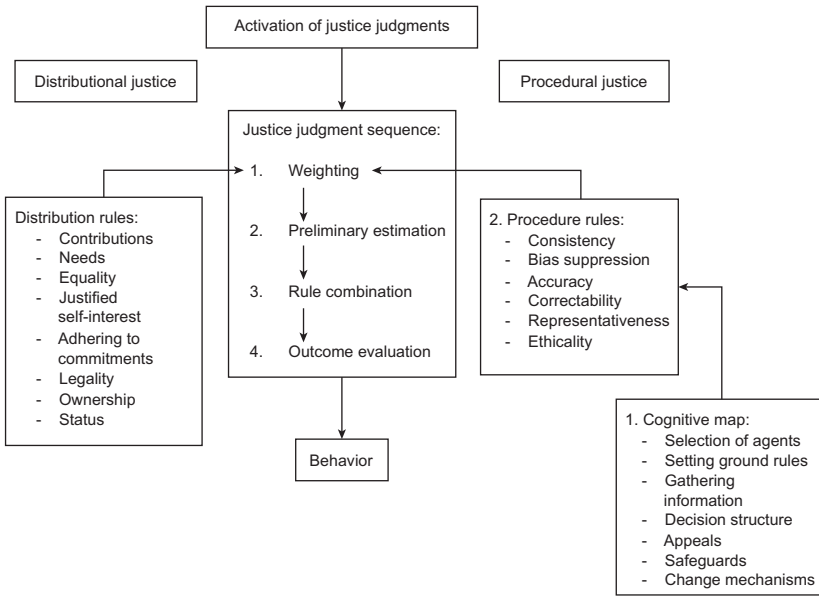 Activation of justice judgments
Distributional justice
Procedural justice
Justice judgment sequence:
1. Weighting
2. Preliminary estimation
3. Rule combination
4. Outcome evaluation
Distribution rules:
- Contributions
- Needs
- Equality
- Justified
self-interest
- Adhering to
commitments
- Legality
- Ownership
- Status
2. Procedure rules:
- Consistency
- Bias suppression
- Accuracy
- Correctability
- Representativeness
- Ethicality
Behavior
1. Cognitive map:
- Selection of agents
- Setting ground rules
- Gathering
information
- Decision structure
- Appeals
- Safeguards
- Change mechanisms